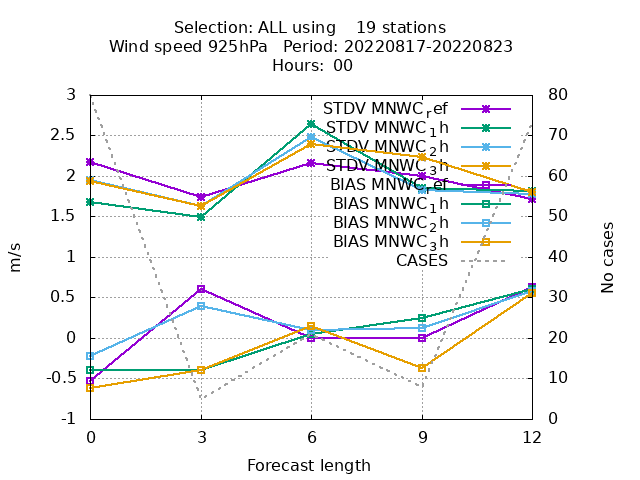 Selection: ALL using    19 stations
Wind speed 925hPa   Period: 20220817-20220823
Hours:  00
3
2.5
2
1.5
1
0.5
0
-0.5
-1
80
70
60
50
40
30
20
10
0
0
3
6
9
12
m/s
No cases
Forecast length
STDV MNWC_ref
STDV MNWC_1h
STDV MNWC_2h
STDV MNWC_3h
BIAS MNWC_ref
BIAS MNWC_1h
BIAS MNWC_2h
BIAS MNWC_3h
CASES